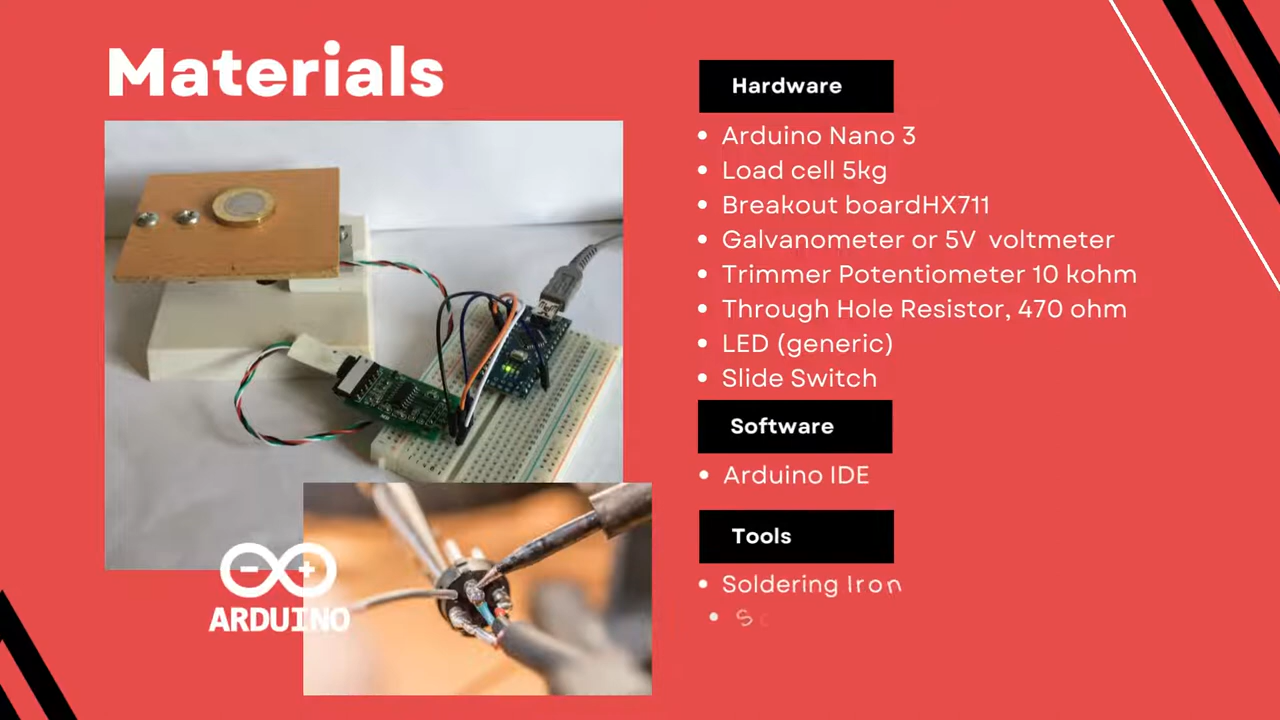 Materials
Hardware
Arduino Nano 3
Load cell 5kg
Breakout boardHX711
Galvanometer or 5V  voltmeter
Trimmer Potentiometer 10 kohm
Through Hole Resistor, 470 ohm
LED (generic)
Slide Switch
Software
Arduino IDE
Tools
Soldering Iron
ARDUINO